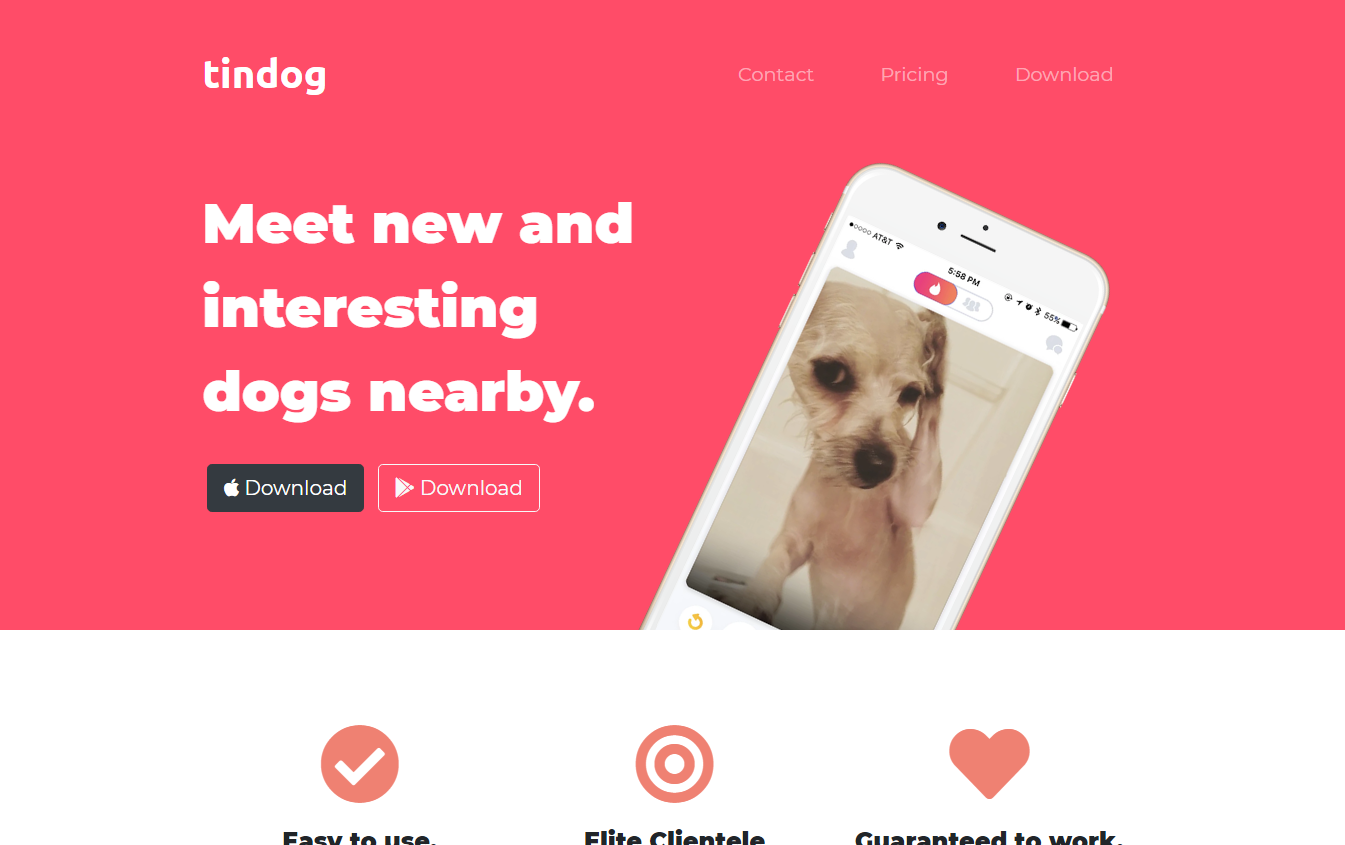 tindog
Contact
Pricing
Download
Meet new and
interesting
dogs nearby.
Download
Download
AT&T
5:58 PM
55%
Easy to use.
Elite Clientele
Guaranteed to work.